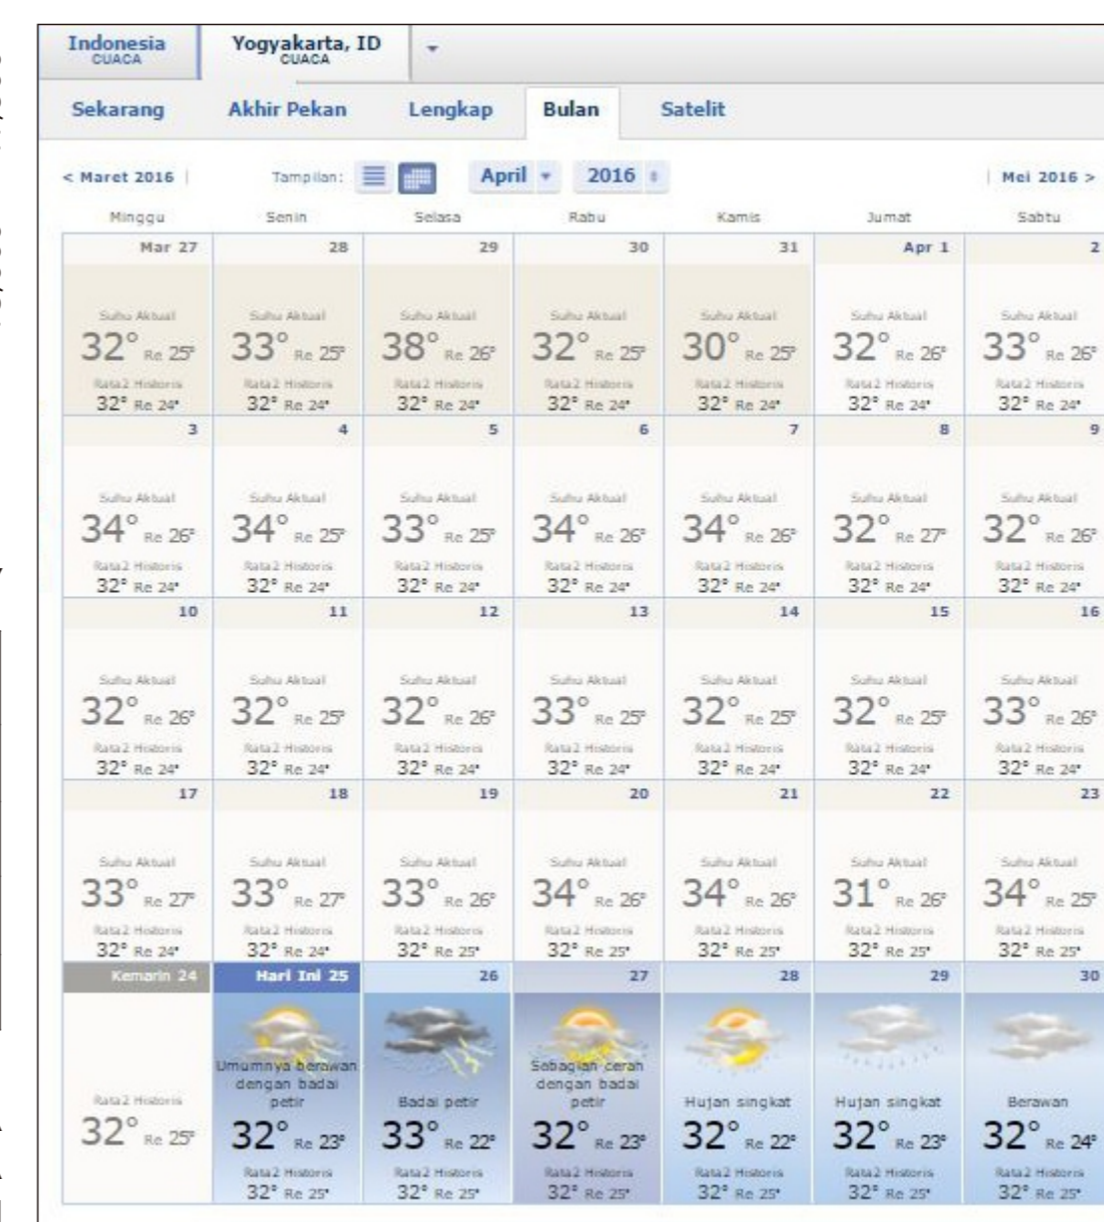 Indonesia Yogyakarta, ID
CUACA CUACA
Sekarang Akhir Pekan Lengkap Bulan Satelit
< Maret 2016 | Tampilan: April 2016 | Mei 2016 >
Minggu Senin Selasa Rabu Kamis Jumat Sabtu
Mar 27 28 29 30 31 Apr 1 2
Suhu Aktual Suhu Aktual Suhu Aktual Suhu Aktual Suhu Aktual Suhu Aktual Suhu Aktual
32° Re 25° 33° Re 25° 38° Re 26° 32° Re 25° 30° Re 25° 32° Re 26° 33° Re 26°
Rata2 Historis Rata2 Historis Rata2 Historis Rata2 Historis Rata2 Historis Rata2 Historis Rata2 Historis
32° Re 24° 32° Re 24° 32° Re 24° 32° Re 24° 32° Re 24° 32° Re 24° 32° Re 24°
3 4 5 6 7 8 9
Suhu Aktual Suhu Aktual Suhu Aktual Suhu Aktual Suhu Aktual Suhu Aktual Suhu Aktual
34° Re 26° 34° Re 25° 33° Re 25° 34° Re 26° 34° Re 26° 32° Re 27° 32° Re 26°
Rata2 Historis Rata2 Historis Rata2 Historis Rata2 Historis Rata2 Historis Rata2 Historis Rata2 Historis
32° Re 24° 32° Re 24° 32° Re 24° 32° Re 24° 32° Re 24° 32° Re 24° 32° Re 24°
10 11 12 13 14 15 16
Suhu Aktual Suhu Aktual Suhu Aktual Suhu Aktual Suhu Aktual Suhu Aktual Suhu Aktual
32° Re 26° 32° Re 25° 32° Re 26° 33° Re 25° 32° Re 25° 32° Re 25° 33° Re 26°
Rata2 Historis Rata2 Historis Rata2 Historis Rata2 Historis Rata2 Historis Rata2 Historis Rata2 Historis
32° Re 24° 32° Re 24° 32° Re 24° 32° Re 24° 32° Re 24° 32° Re 24° 32° Re 24°
17 18 19 20 21 22 23
Suhu Aktual Suhu Aktual Suhu Aktual Suhu Aktual Suhu Aktual Suhu Aktual Suhu Aktual
33° Re 27° 33° Re 27° 33° Re 26° 34° Re 26° 34° Re 26° 31° Re 26° 34° Re 25°
Rata2 Historis Rata2 Historis Rata2 Historis Rata2 Historis Rata2 Historis Rata2 Historis Rata2 Historis
32° Re 24° 32° Re 24° 32° Re 25° 32° Re 25° 32° Re 25° 32° Re 25° 32° Re 25°
Kemarin 24 Hari Ini 25 26 27 28 29 30
Umumnya berawan Sebagian cerah
dengan badai dengan badai
Rata2 Historis petir Badai petir petir Hujan singkat Hujan singkat Berawan
32° Re 25° 32° Re 23° 33° Re 22° 32° Re 23° 32° Re 22° 32° Re 23° 32° Re 24°
Rata2 Historis Rata2 Historis Rata2 Historis Rata2 Historis Rata2 Historis Rata2 Historis
32° Re 25° 32° Re 25° 32° Re 25° 32° Re 25° 32° Re 25° 32° Re 25°